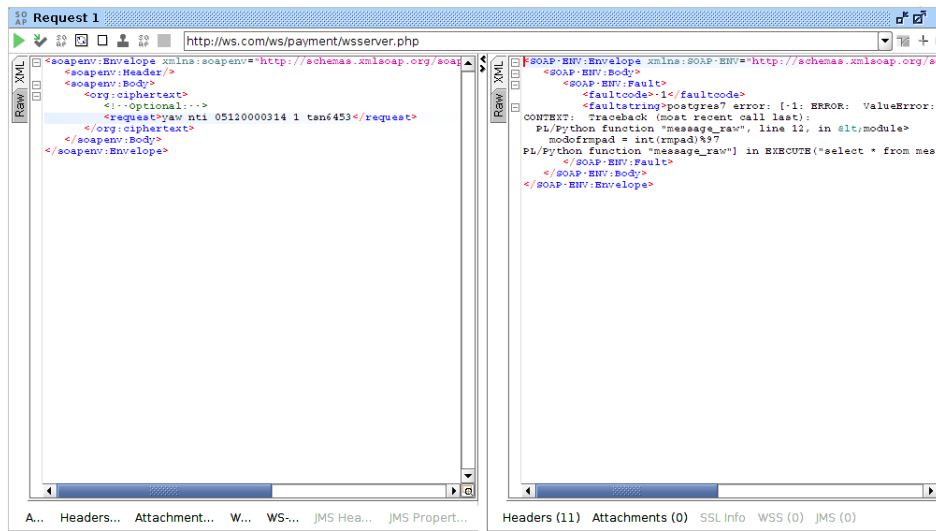 SO AP Request 1
http://ws.com/ws/payment/wsserver.php
XML
Raw
<soapenv:Envelope xmlns:soapenv="http://schemas.xmlsoap.org/soap
<soapenv:Header/>
<soapenv:Body>
<org:ciphertext>
<!--Optional:-->
<request>yaw nti 05120000314 1 tsn6453</request>
</org:ciphertext>
</soapenv:Body>
</soapenv:Envelope>
A... Headers... Attachment... W... WS-... JMS Hea... JMS Propert...
XML
Raw
<SOAP-ENV:Envelope xmlns:SOAP-ENV="http://schemas.xmlsoap.org/so
<SOAP-ENV:Body>
<SOAP-ENV:Fault>
<faultcode>-1</faultcode>
<faultstring>postgres7 error: [-1: ERROR:  ValueError:
CONTEXT:  Traceback (most recent call last):
PL/Python function "message_raw", line 12, in &lt;module>
modofrmpad = int(rmpad)%97
PL/Python function "message_raw"] in EXECUTE("select * from mes
</SOAP-ENV:Fault>
</SOAP-ENV:Body>
</SOAP-ENV:Envelope>
Headers (11) Attachments (0) SSL Info WSS (0) JMS (0)